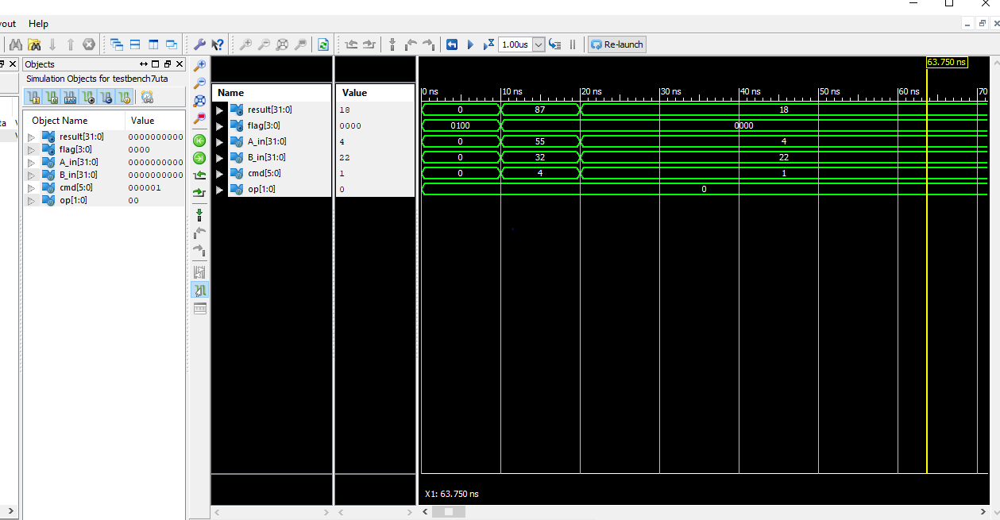 yout Help
1.00us Re-launch
Objects
Simulation Objects for testbench7uta
Object Name Value
result[31:0] 0000000000
flag[3:0] 0000
A_in[31:0] 0000000000
B_in[31:0] 0000000000
cmd[5:0] 000001
op[1:0] 00
ta
Name Value
result[31:0] 18
flag[3:0] 0000
A_in[31:0] 4
B_in[31:0] 22
cmd[5:0] 1
op[1:0] 0
63.750 ns
0 ns 10 ns 20 ns 30 ns 40 ns 50 ns 60 ns 70
0 87 18
0100 0000
0 55 4
0 32 22
0 4 1
0
X1: 63.750 ns